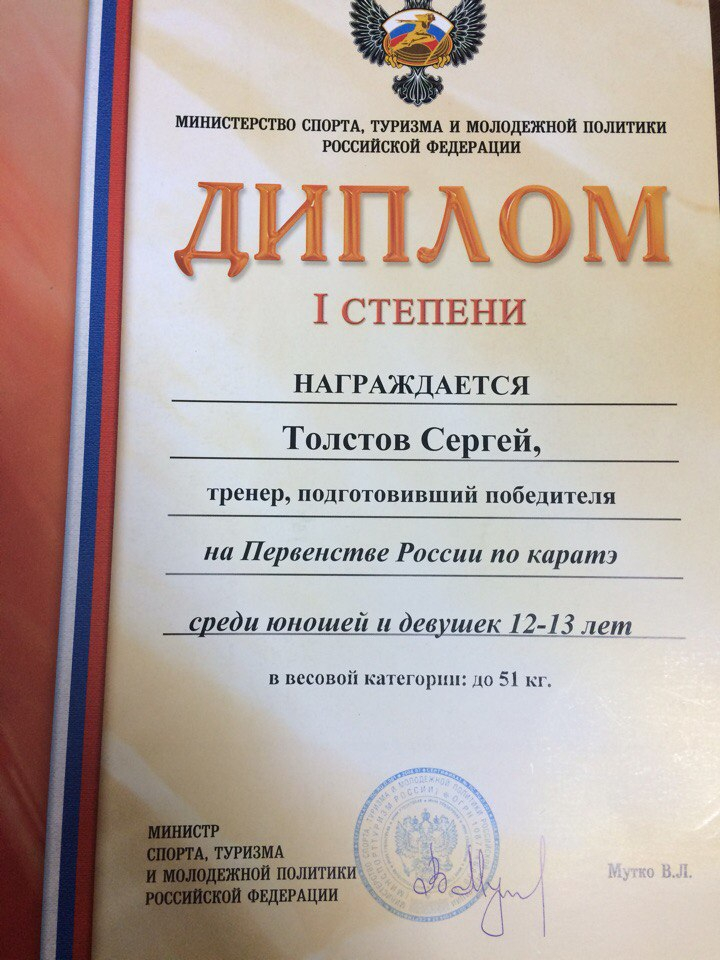 МИНИСТЕРСТВО СПОРТА, ТУРИЗМА И МОЛОДЕЖНОЙ ПОЛИТИКИ
РОССИЙСКОЙ ФЕДЕРАЦИИ
ДИПЛОМ
I СТЕПЕНИ
НАГРАЖДАЕТСЯ
Толстов Сергей,
тренер, подготовивший победителя
на Первенстве России по каратэ
среди юношей и девушек 12-13 лет
в весовой категории: до 51 кг.
МИНИСТР
СПОРТА, ТУРИЗМА
И МОЛОДЕЖНОЙ ПОЛИТИКИ
РОССИЙСКОЙ ФЕДЕРАЦИИ
Мутко В.Л.